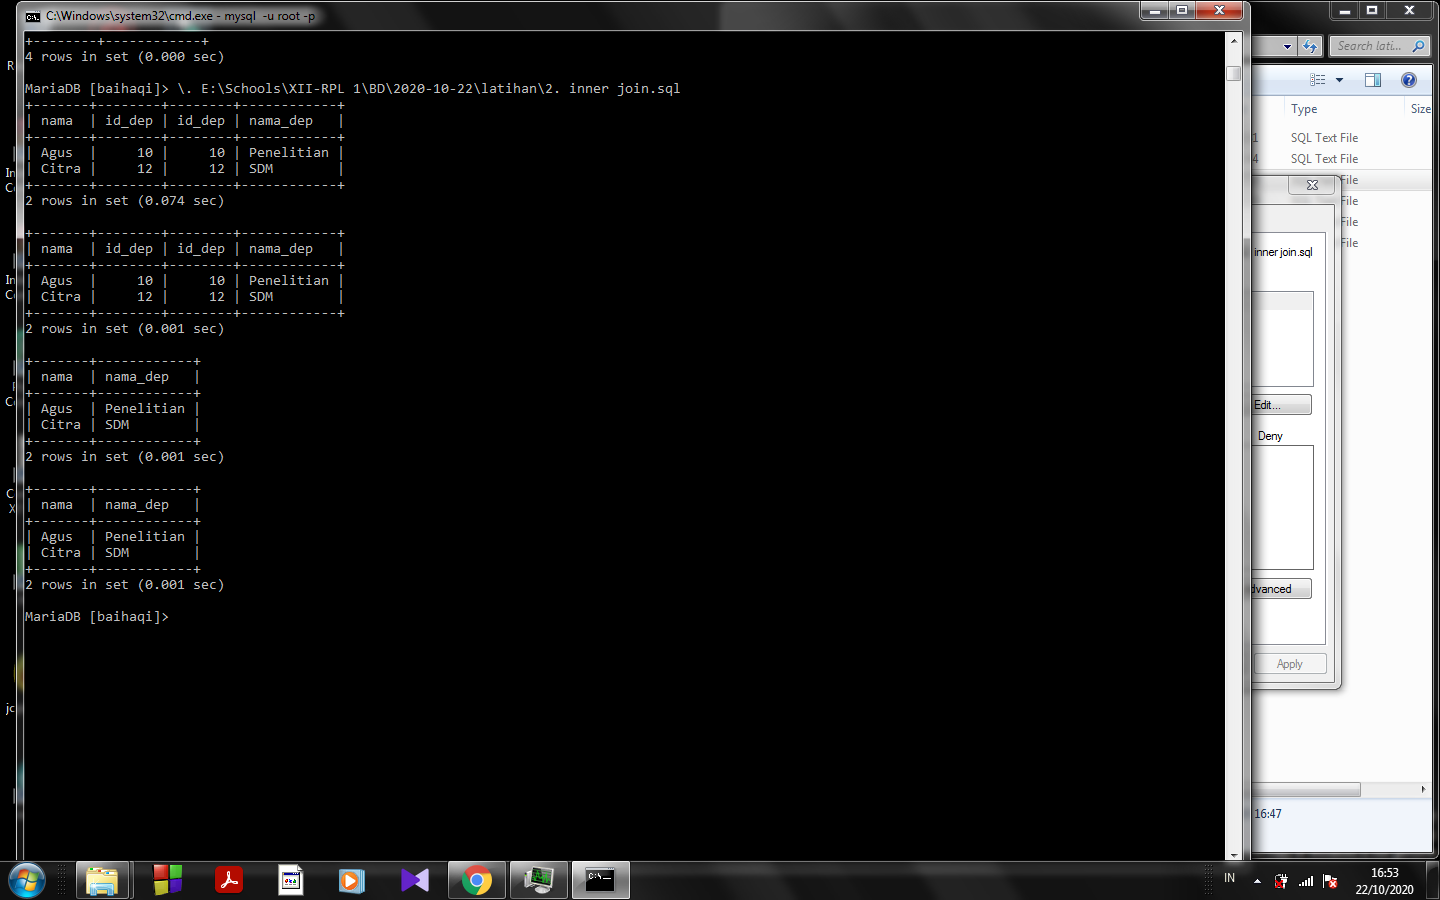 C:\Windows\system32\cmd.exe - mysql  -u root -p
+--------+------------+
4 rows in set (0.000 sec)
MariaDB [baihaqi]> \. E:\Schools\XII-RPL 1\BD\2020-10-22\latihan\2. inner join.sql
+-------+--------+--------+------------+
| nama  | id_dep | id_dep | nama_dep   |
+-------+--------+--------+------------+
| Agus  |     10 |     10 | Penelitian |
| Citra |     12 |     12 | SDM        |
+-------+--------+--------+------------+
2 rows in set (0.074 sec)
+-------+--------+--------+------------+
| nama  | id_dep | id_dep | nama_dep   |
+-------+--------+--------+------------+
| Agus  |     10 |     10 | Penelitian |
| Citra |     12 |     12 | SDM        |
+-------+--------+--------+------------+
2 rows in set (0.001 sec)
+-------+------------+
| nama  | nama_dep   |
+-------+------------+
| Agus  | Penelitian |
| Citra | SDM        |
+-------+------------+
2 rows in set (0.001 sec)
+-------+------------+
| nama  | nama_dep   |
+-------+------------+
| Agus  | Penelitian |
| Citra | SDM        |
+-------+------------+
2 rows in set (0.001 sec)
MariaDB [baihaqi]>
Search lati...
Type
Size
1 SQL Text File
4 SQL Text File
File
File
File
File
inner join.sql
Edit...
Deny
Advanced
Apply
16:47
IN
16:53
22/10/2020